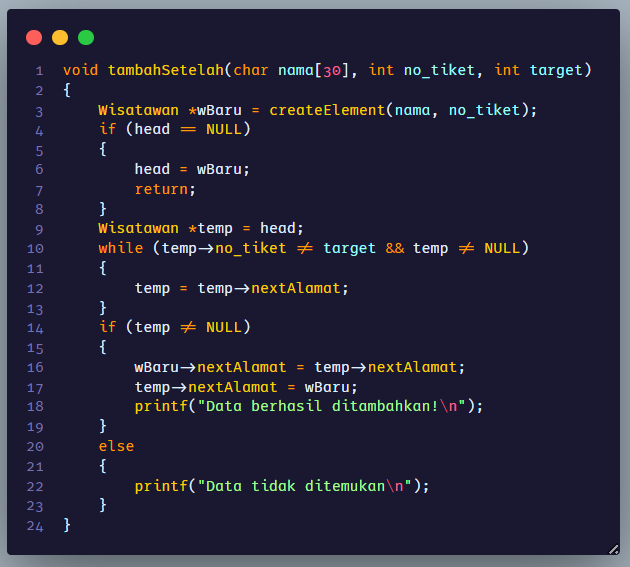 1 void tambahSetelah(char nama[30], int no_tiket, int target)
2 {
3     Wisatawan *wBaru = createElement(nama, no_tiket);
4     if (head == NULL)
5     {
6         head = wBaru;
7         return;
8     }
9     Wisatawan *temp = head;
10     while (temp->no_tiket != target && temp != NULL)
11     {
12         temp = temp->nextAlamat;
13     }
14     if (temp != NULL)
15     {
16         wBaru->nextAlamat = temp->nextAlamat;
17         temp->nextAlamat = wBaru;
18         printf("Data berhasil ditambahkan!\n");
19     }
20     else
21     {
22         printf("Data tidak ditemukan\n");
23     }
24 }